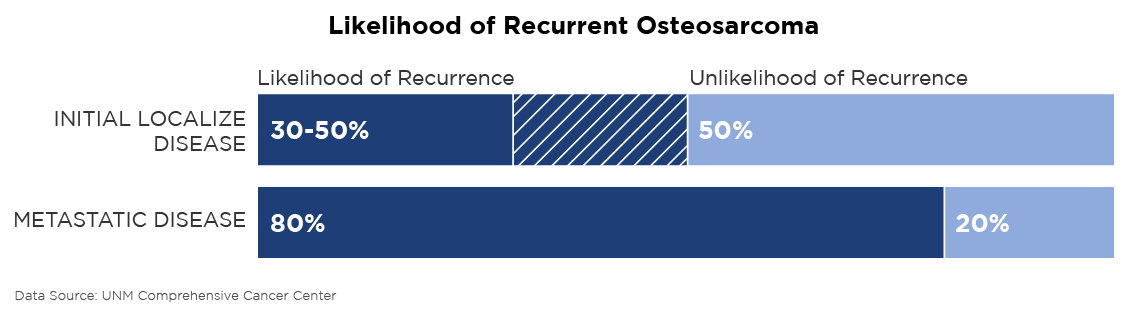 Likelihood of Recurrent Osteosarcoma
Likelihood of Recurrence
Unlikelihood of Recurrence
INITIAL LOCALIZE
DISEASE
30-50%
50%
METASTATIC DISEASE
80%
20%
Data Source: UNM Comprehensive Cancer Center